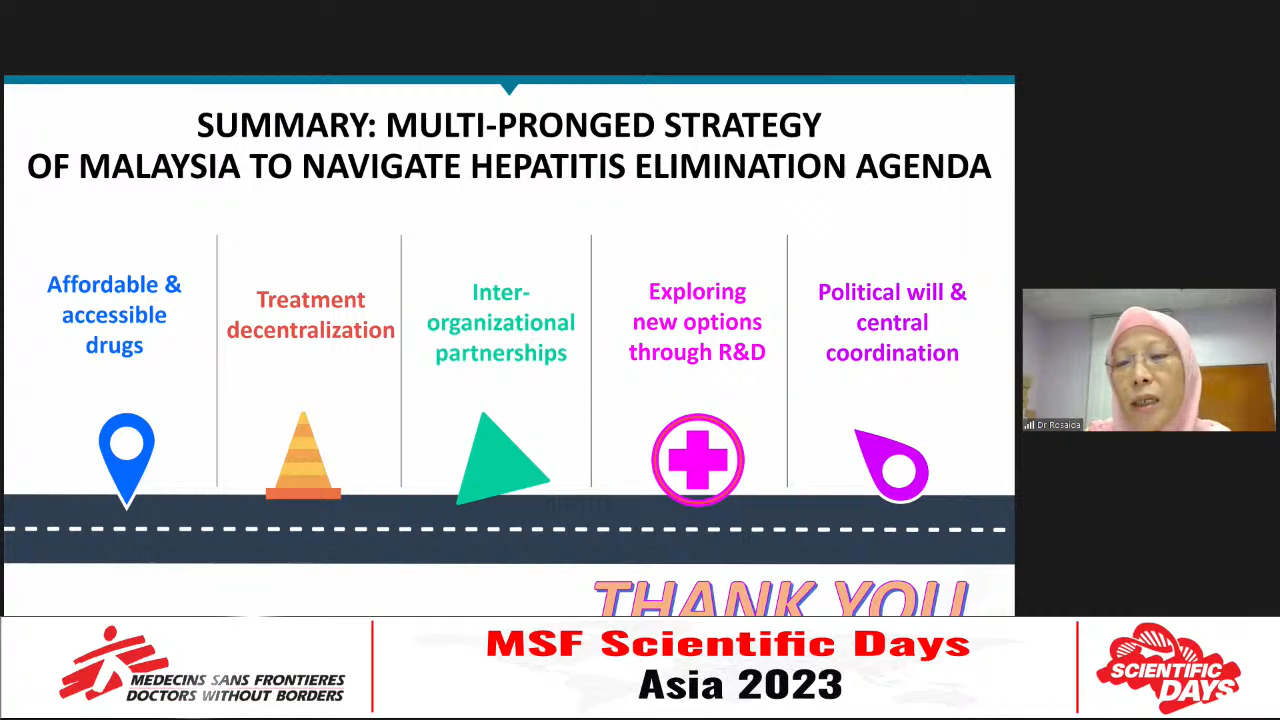 SUMMARY: MULTI-PRONGED STRATEGY
OF MALAYSIA TO NAVIGATE HEPATITIS ELIMINATION AGENDA
Affordable &
accessible
drugs
Treatment
decentralization
Inter-
organizational
partnerships
Exploring
new options
through R&D
Political will &
central
coordination
Dr Rosaida
THANK YOU
MEDECINS SANS FRONTIERES
DOCTORS WITHOUT BORDERS
MSF Scientific Days
Asia 2023
SCIENTIFIC
DAYS